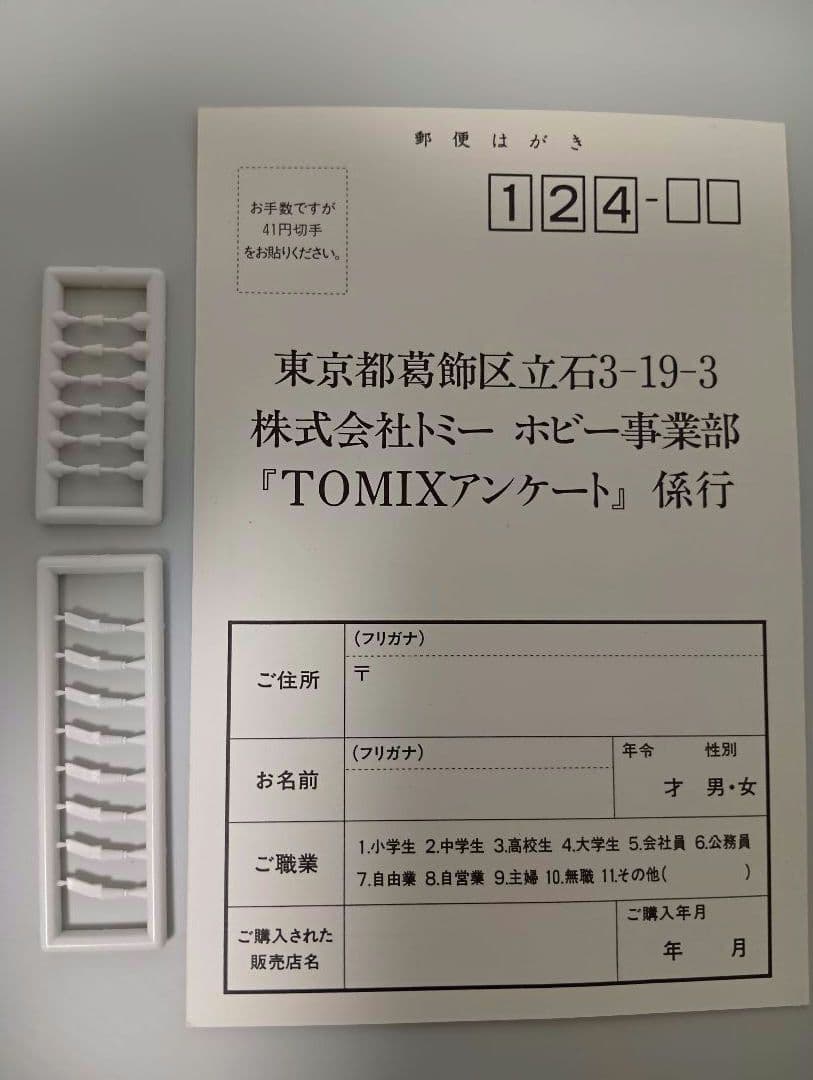 郵便はがき
お手数ですが
41円切手
をお貼りください。
124-
東京都葛飾区立石3-19-3
株式会社トミー ホビー事業部
『TOMIXアンケート』係行
ご住所
(フリガナ)
〒
お名前
(フリガナ)
年令 性別
才 男・女
ご職業
1.小学生 2.中学生 3.高校生 4.大学生 5.会社員 6.公務員
7.自由業 8.自営業 9.主婦 10.無職 11.その他( )
ご購入された
販売店名
ご購入年月
年 月